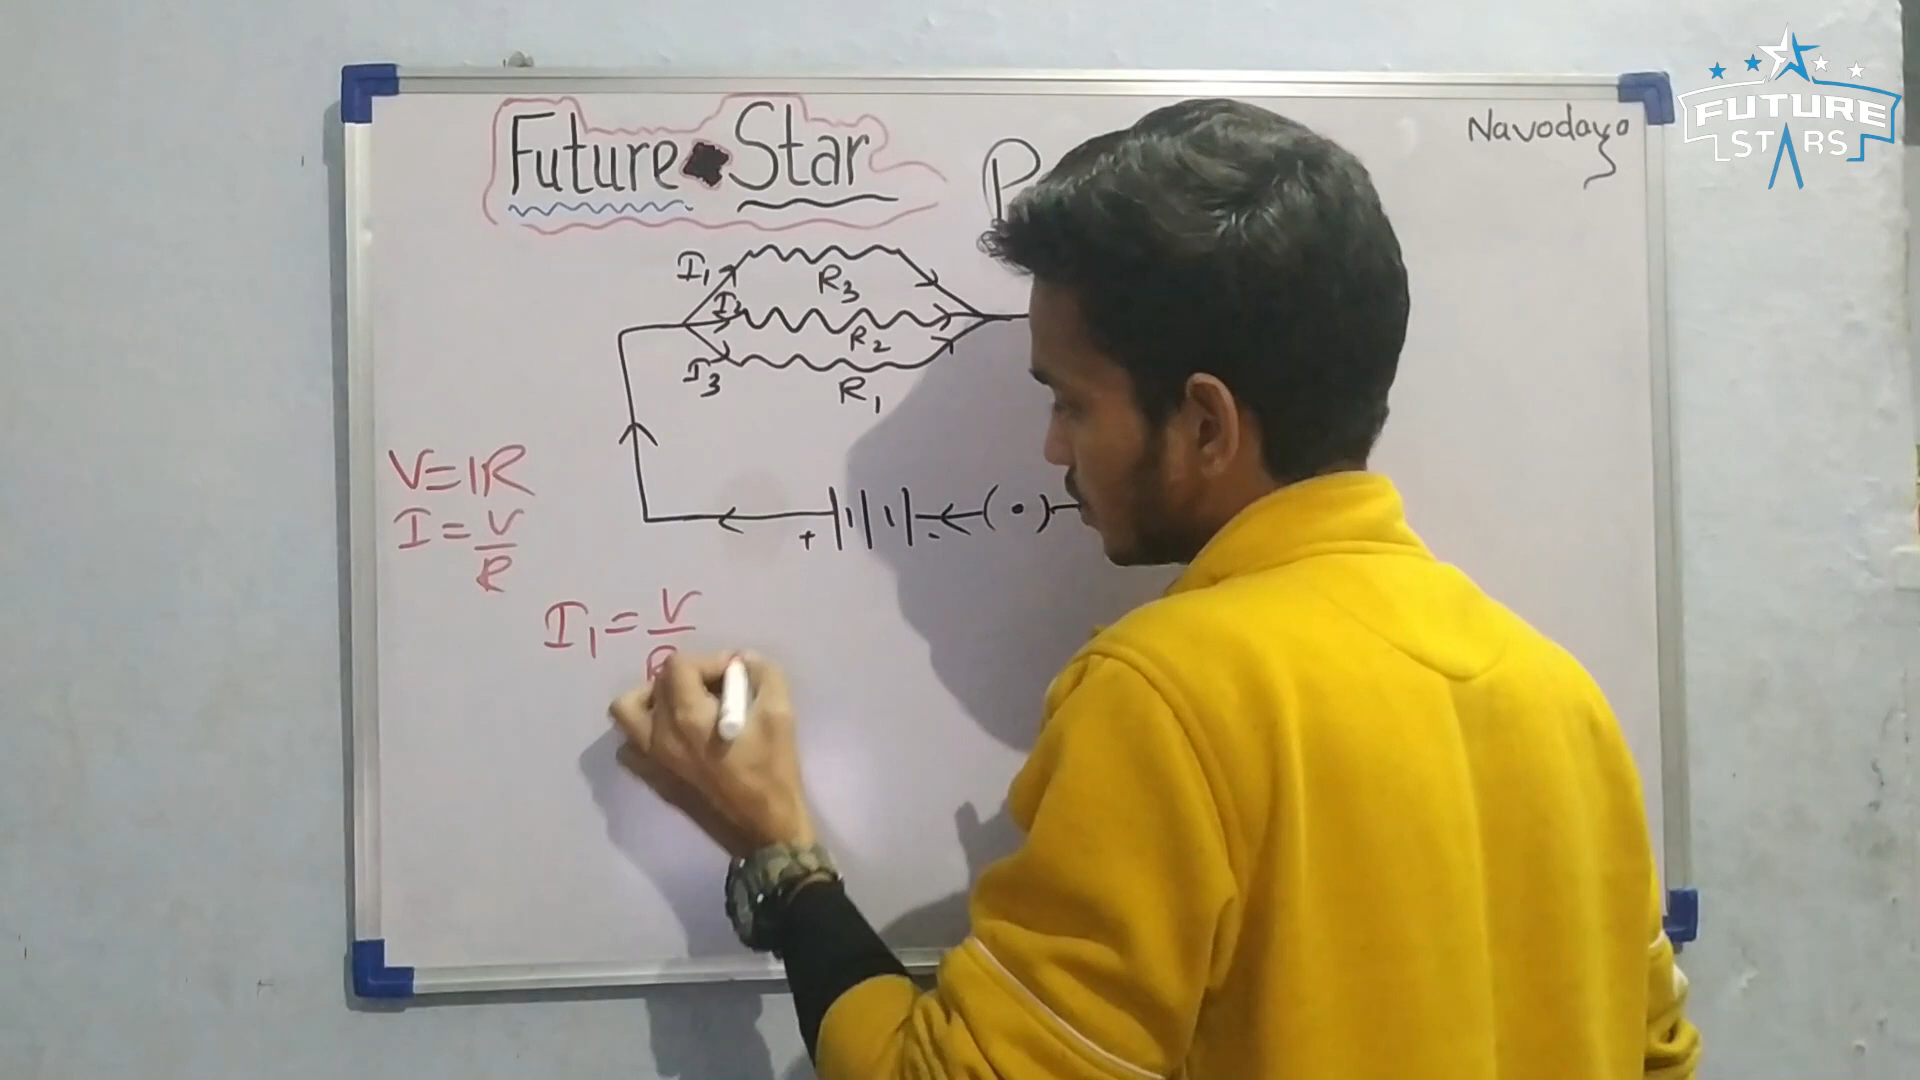 Future Star
P
Navodaya
FUTURE
STARS
I1
R3
I2
R2
I3
R1
V=IR
I = V/R
+
-
( • )
I1 = V/R